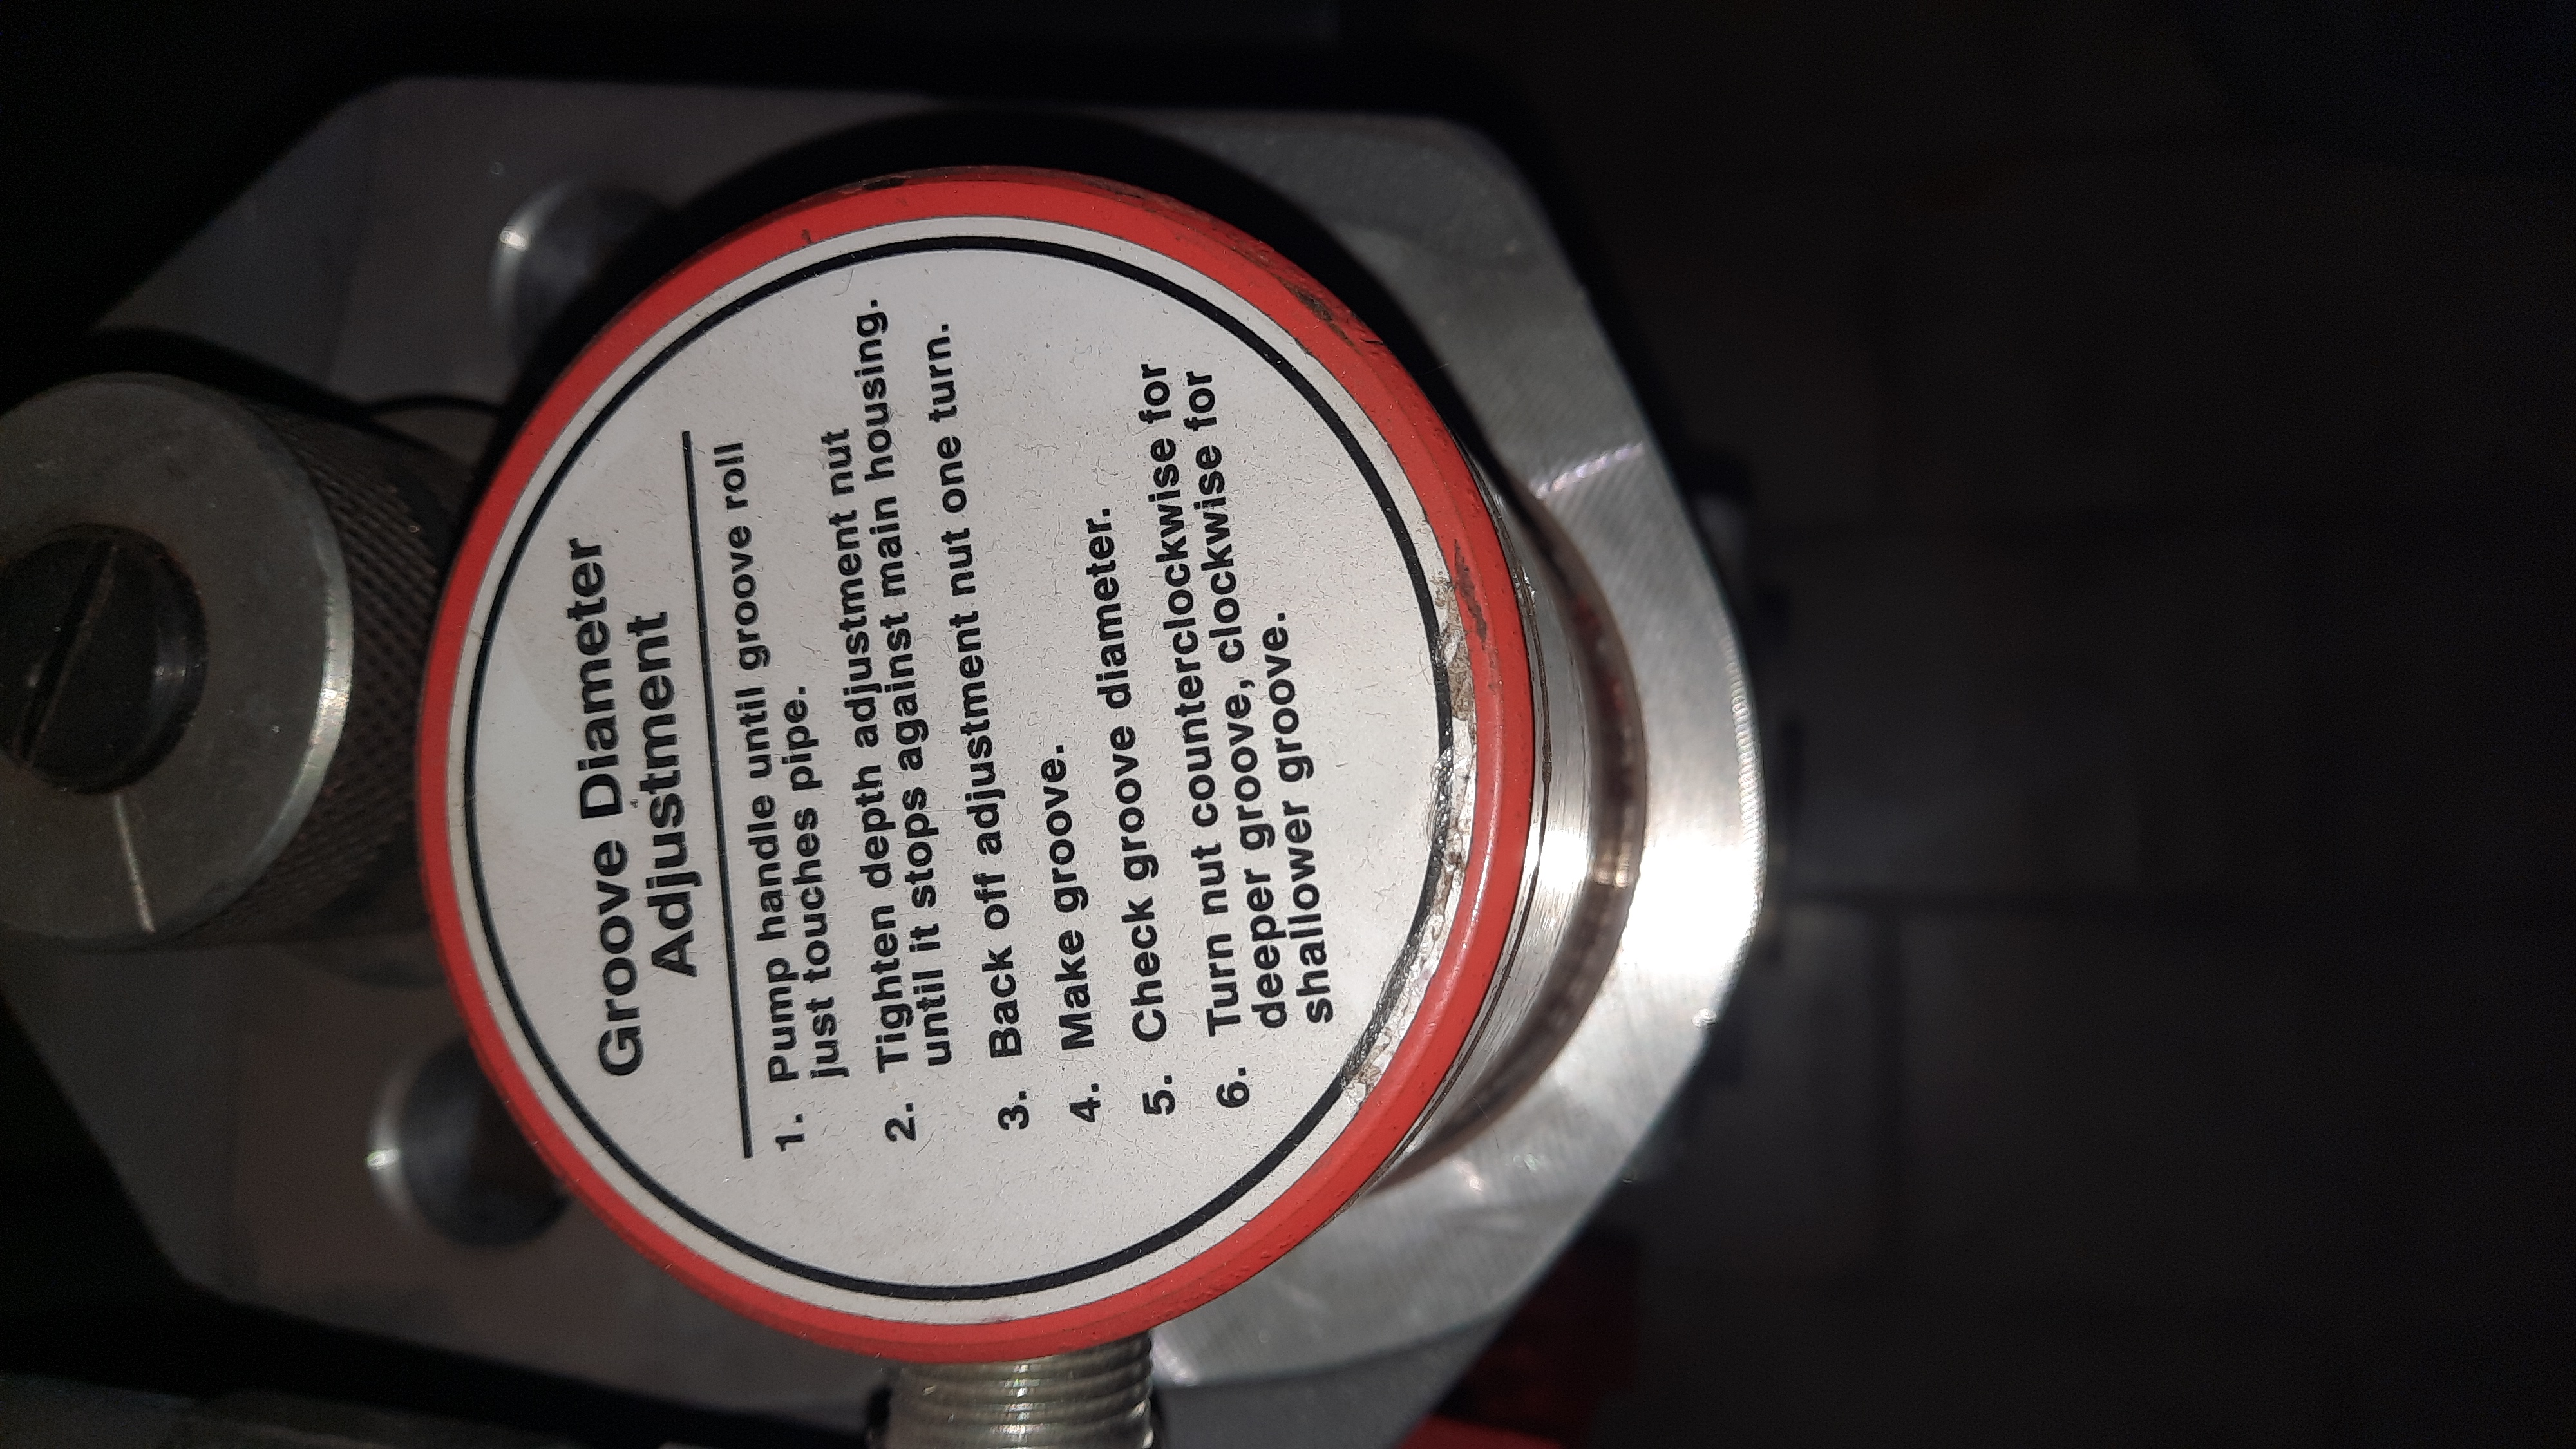 Groove Diameter
Adjustment
1. Pump handle until groove roll
just touches pipe.
2. Tighten depth adjustment nut
until it stops against main housing.
3. Back off adjustment nut one turn.
4. Make groove.
5. Check groove diameter.
6. Turn nut counterclockwise for
deeper groove, clockwise for
shallower groove.